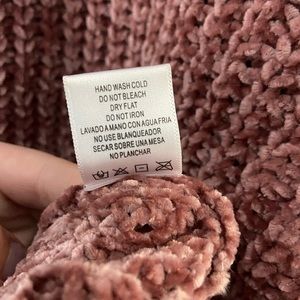 HAND WASH COLD
DO NOT BLEACH
DRY FLAT
DO NOT IRON
LAVADO A MANO CON AGUA FRIA
NO USE BLANQUEADOR
SECAR SOBRE UNA MESA
NO PLANCHAR